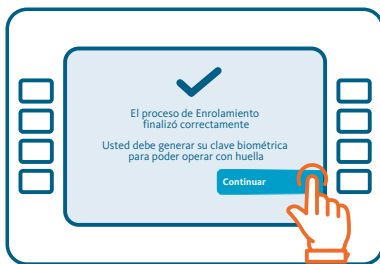 El proceso de Enrolamiento
finalizó correctamente
Usted debe generar su clave biométrica
para poder operar con huella
Continuar